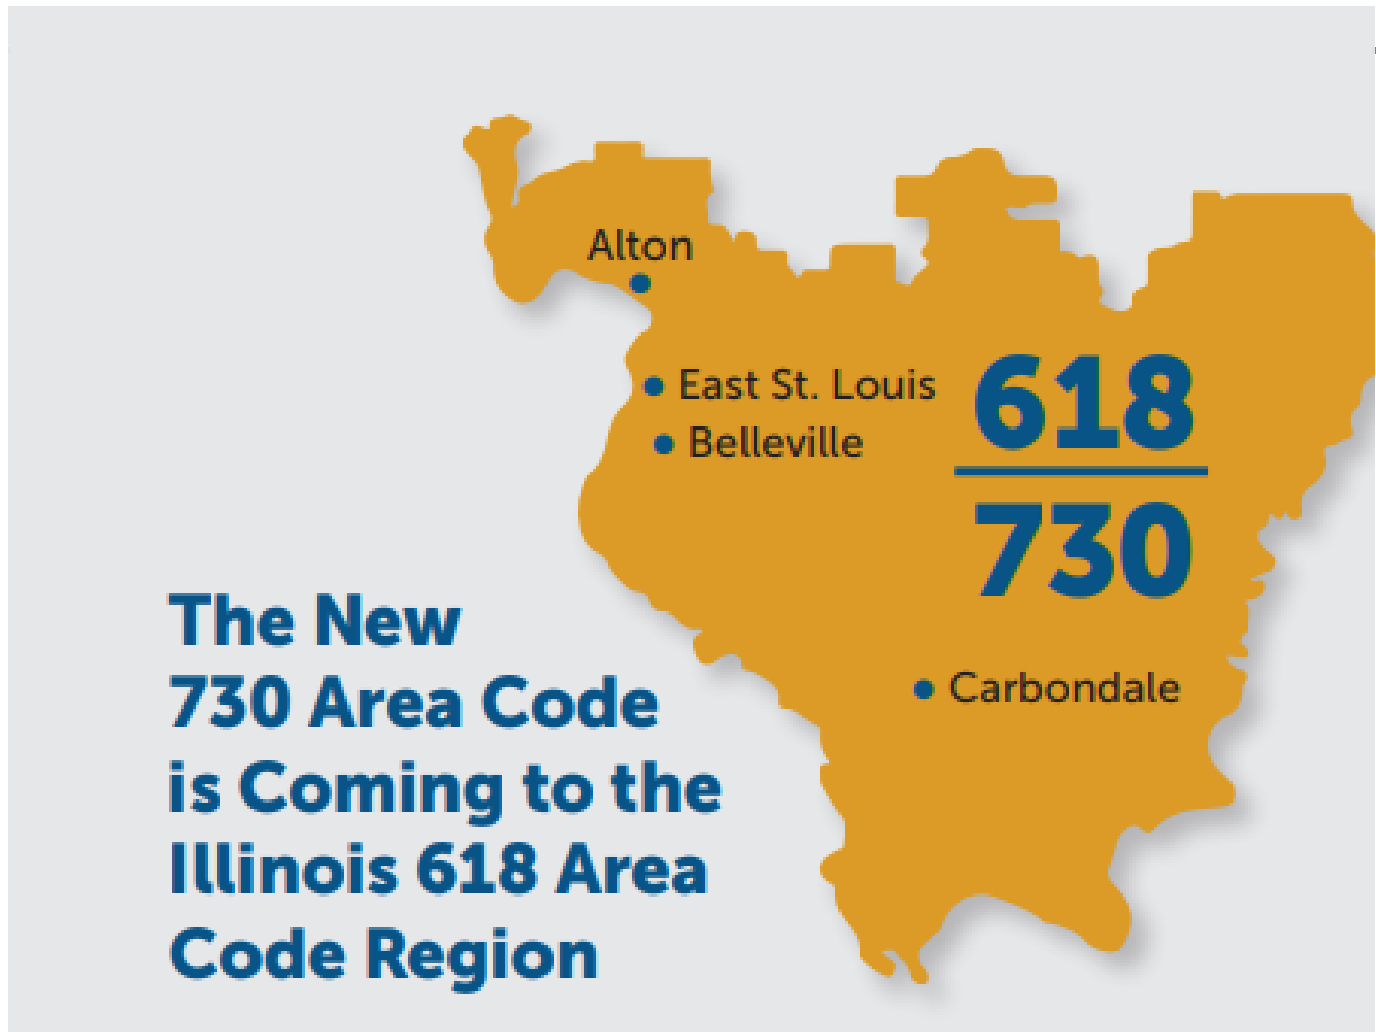 Alton
East St. Louis
Belleville
618
730
Carbondale
The New
730 Area Code
is Coming to the
Illinois 618 Area
Code Region